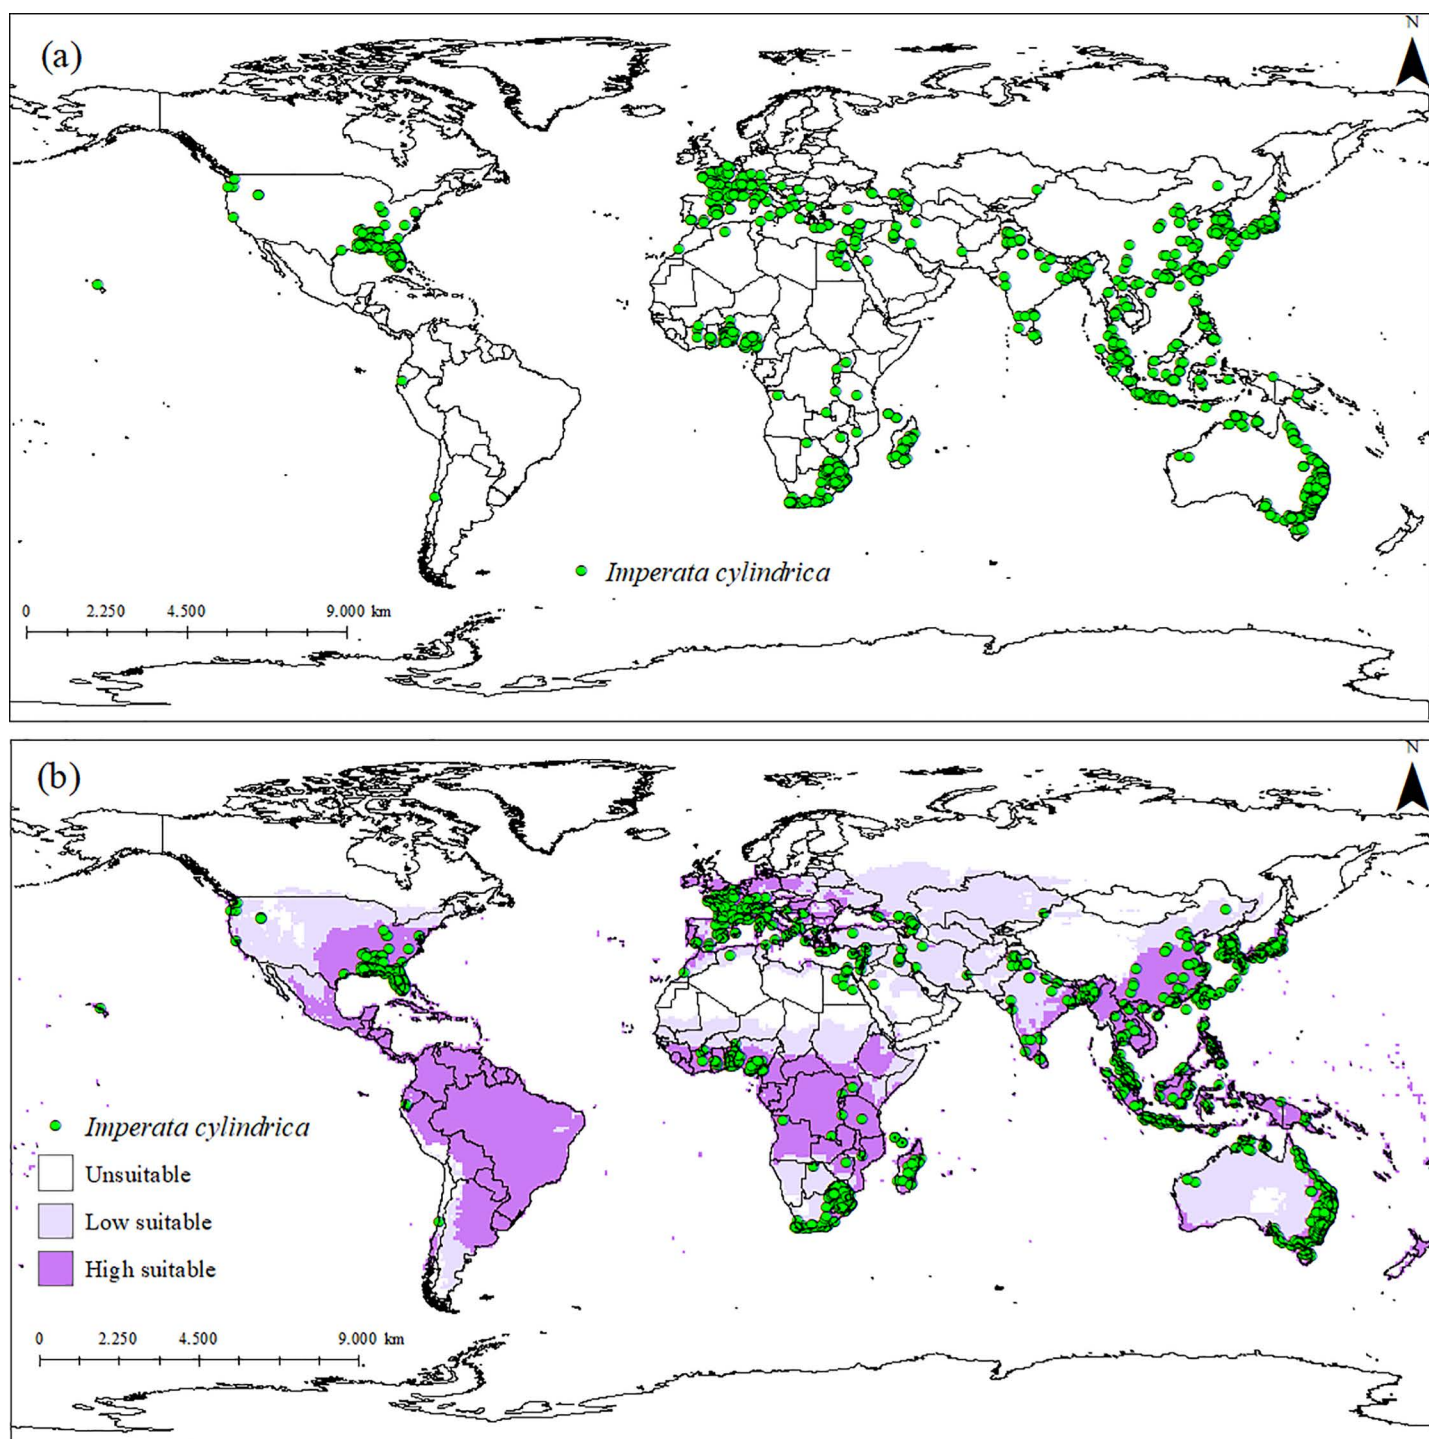 N
(a)
Imperata cylindrica
0 2.250 4.500 9.000 km
N
(b)
Imperata cylindrica
Unsuitable
Low suitable
High suitable
0 2.250 4.500 9.000 km